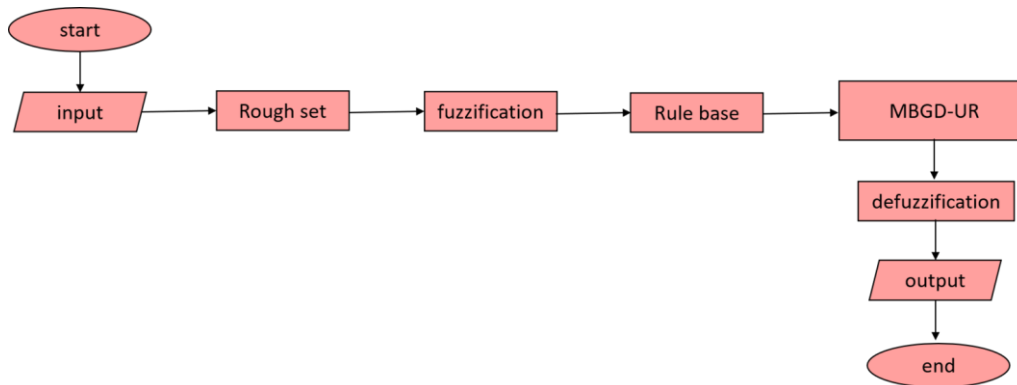 start
input
Rough set
fuzzification
Rule base
MBGD-UR
defuzzification
output
end